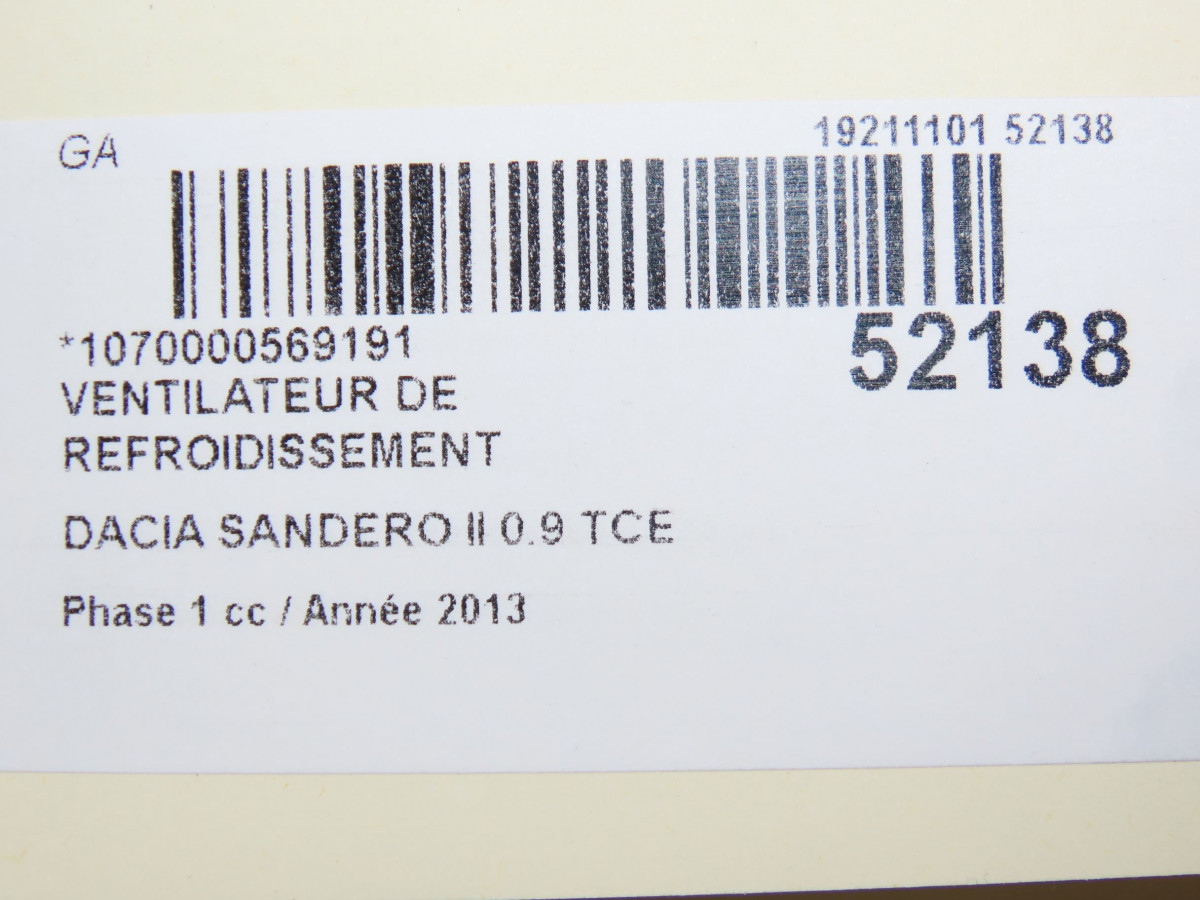 GA
19211101 52138
*1070000569191
52138
VENTILATEUR DE
REFROIDISSEMENT
DACIA SANDERO II 0.9 TCE
Phase 1 cc / Année 2013